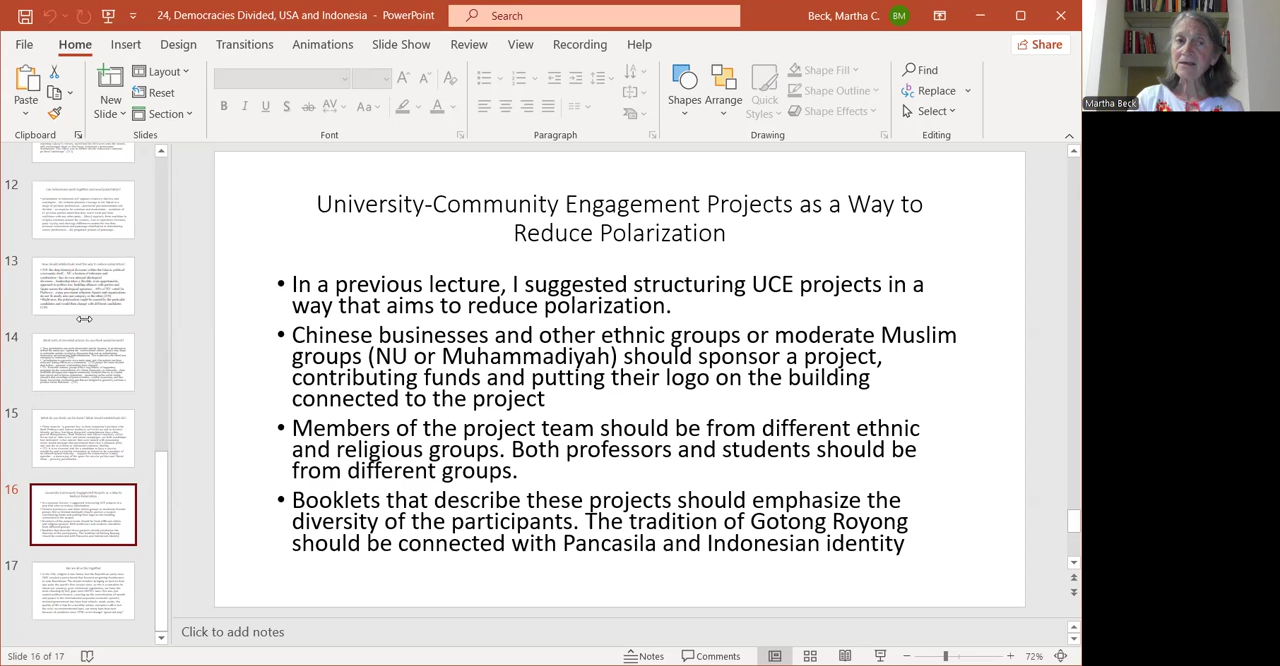 24, Democracies Divided, USA and Indonesia - PowerPoint
Search
Beck, Martha C.
BM
File
Home
Insert
Design
Transitions
Animations
Slide Show
Review
View
Recording
Help
Share
Paste
New
Slide
Layout
Reset
Section
Shapes
Arrange
Quick
Styles
Shape Fill
Shape Outline
Shape Effects
Find
Replace
Select
Clipboard
Slides
Font
Paragraph
Drawing
Editing
Martha Beck
12
13
14
15
16
17
University-Community Engagement Projects as a Way to
Reduce Polarization
• In a previous lecture, I suggested structuring UCE projects in a
way that aims to reduce polarization.
• Chinese businesses and other ethnic groups or moderate Muslim
groups (NU or Muhammadiyah) should sponsor a project,
contributing funds and putting their logo on the building
connected to the project
• Members of the project team should be from different ethnic
and religious groups. Both professors and students should be
from different groups.
• Booklets that describe these projects should emphasize the
diversity of the participants. The tradition of Gotong Royong
should be connected with Pancasila and Indonesian identity
Click to add notes
Slide 16 of 17
Notes
Comments
72%